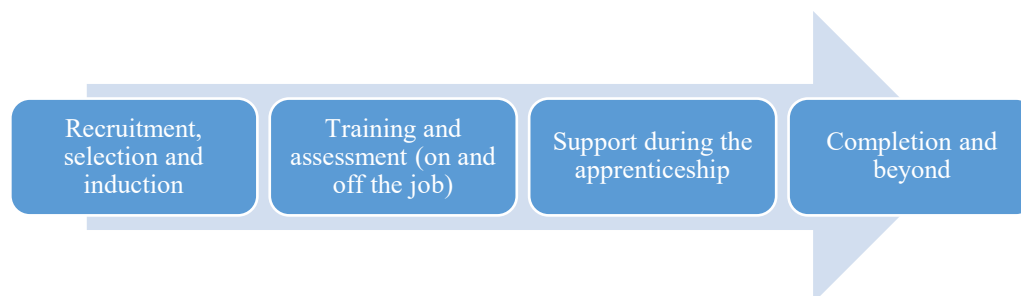 Recruitment,
selection and
induction
Training and
assessment (on and
off the job)
Support during the
apprenticeship
Completion and
beyond